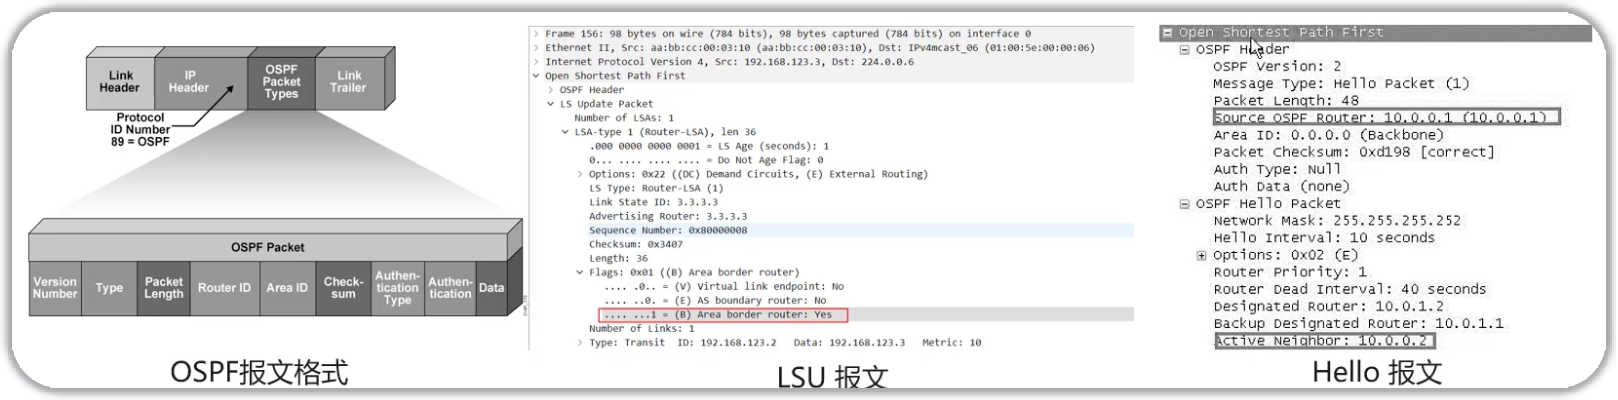 Link
Header
IP
Header
OSPF
Packet
Types
Link
Trailer
Protocol
ID Number
89 = OSPF
OSPF Packet
Version
Number
Type
Packet
Length
Router ID
Area ID
Check-
sum
Authen-
tication
Type
Authen-
tication
Data
OSPF报文格式
Frame 156: 98 bytes on wire (784 bits), 98 bytes captured (784 bits) on interface 0
Ethernet II, Src: aa:bb:cc:00:03:10 (aa:bb:cc:00:03:10), Dst: IPv4mcast_06 (01:00:5e:00:00:06)
Internet Protocol Version 4, Src: 192.168.123.3, Dst: 224.0.0.6
Open Shortest Path First
OSPF Header
LS Update Packet
Number of LSAs: 1
LSA-type 1 (Router-LSA), len 36
.000 0000 0000 0001 = LS Age (seconds): 1
0... .... .... .... = Do Not Age Flag: 0
Options: 0x22 ((DC) Demand Circuits, (E) External Routing)
LS Type: Router-LSA (1)
Link State ID: 3.3.3.3
Advertising Router: 3.3.3.3
Sequence Number: 0x80000008
Checksum: 0x3407
Length: 36
Flags: 0x01 ((B) Area border router)
.... .0.. = (V) Virtual link endpoint: No
.... ..0. = (E) AS boundary router: No
.... ...1 = (B) Area border router: Yes
Number of Links: 1
Type: Transit  ID: 192.168.123.2   Data: 192.168.123.3   Metric: 10
LSU 报文
Open Shortest Path First
OSPF Header
OSPF Version: 2
Message Type: Hello Packet (1)
Packet Length: 48
Source OSPF Router: 10.0.0.1 (10.0.0.1)
Area ID: 0.0.0.0 (Backbone)
Packet Checksum: 0xd198 [correct]
Auth Type: Null
Auth Data (none)
OSPF Hello Packet
Network Mask: 255.255.255.252
Hello Interval: 10 seconds
Options: 0x02 (E)
Router Priority: 1
Router Dead Interval: 40 seconds
Designated Router: 10.0.1.2
Backup Designated Router: 10.0.1.1
Active Neighbor: 10.0.0.2
Hello 报文